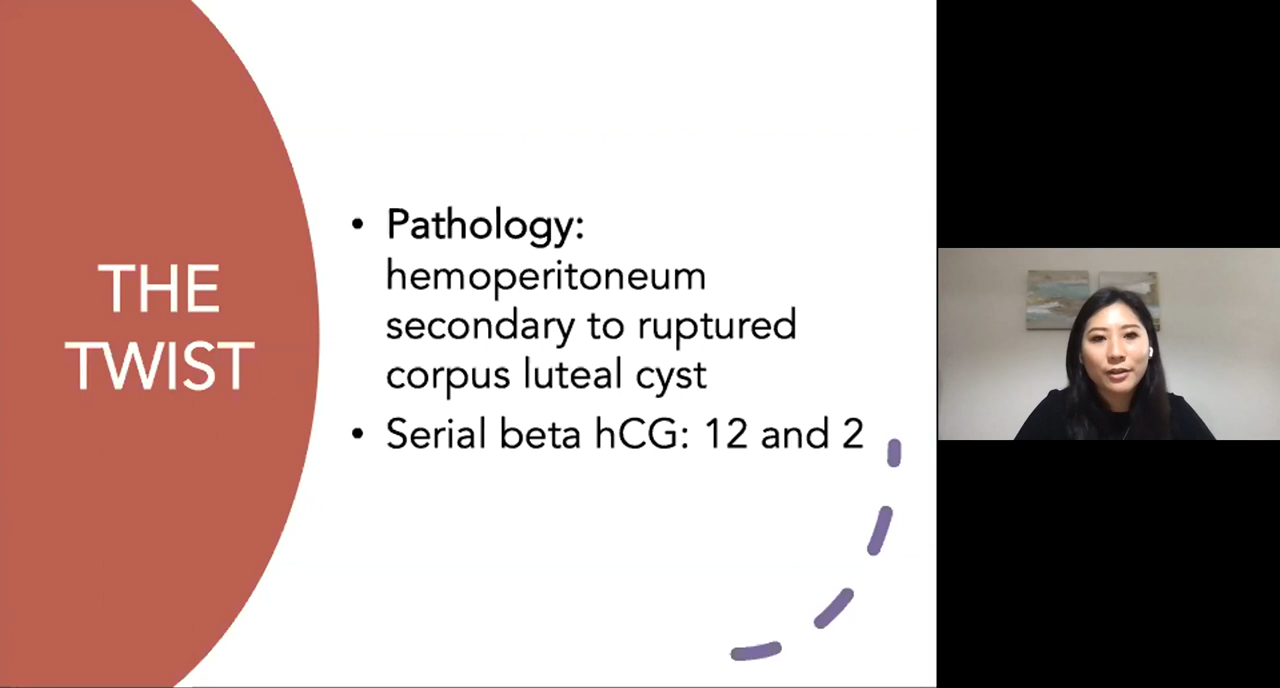 THE
TWIST
• Pathology:
hemoperitoneum
secondary to ruptured
corpus luteal cyst
• Serial beta hCG: 12 and 2